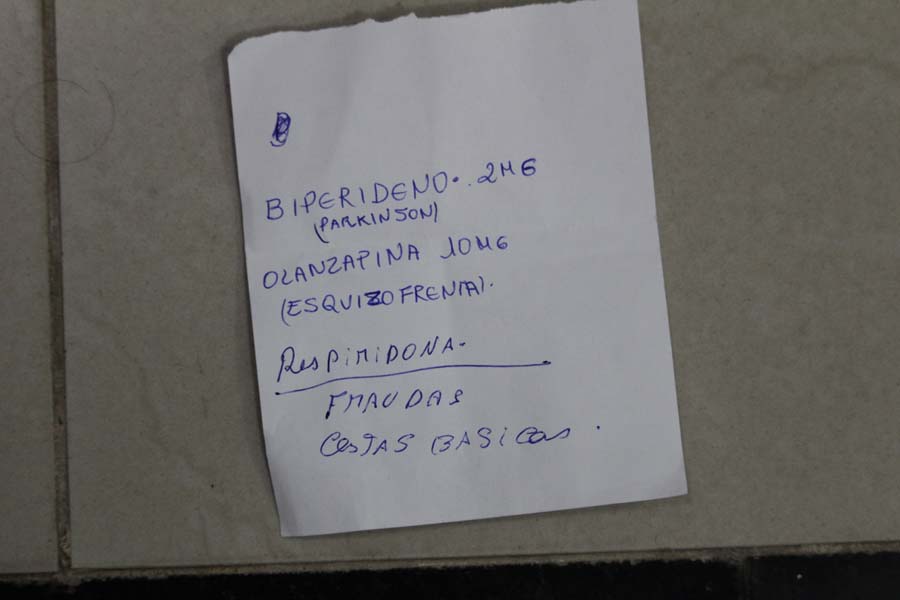 BIPERIDENO. 2MG
(PARKINSON)
OLANZAPINA 10MG
(ESQUIZOFRENIA).
RESPIRIDONA.
FRAUDAS
CESTAS BASICAS.